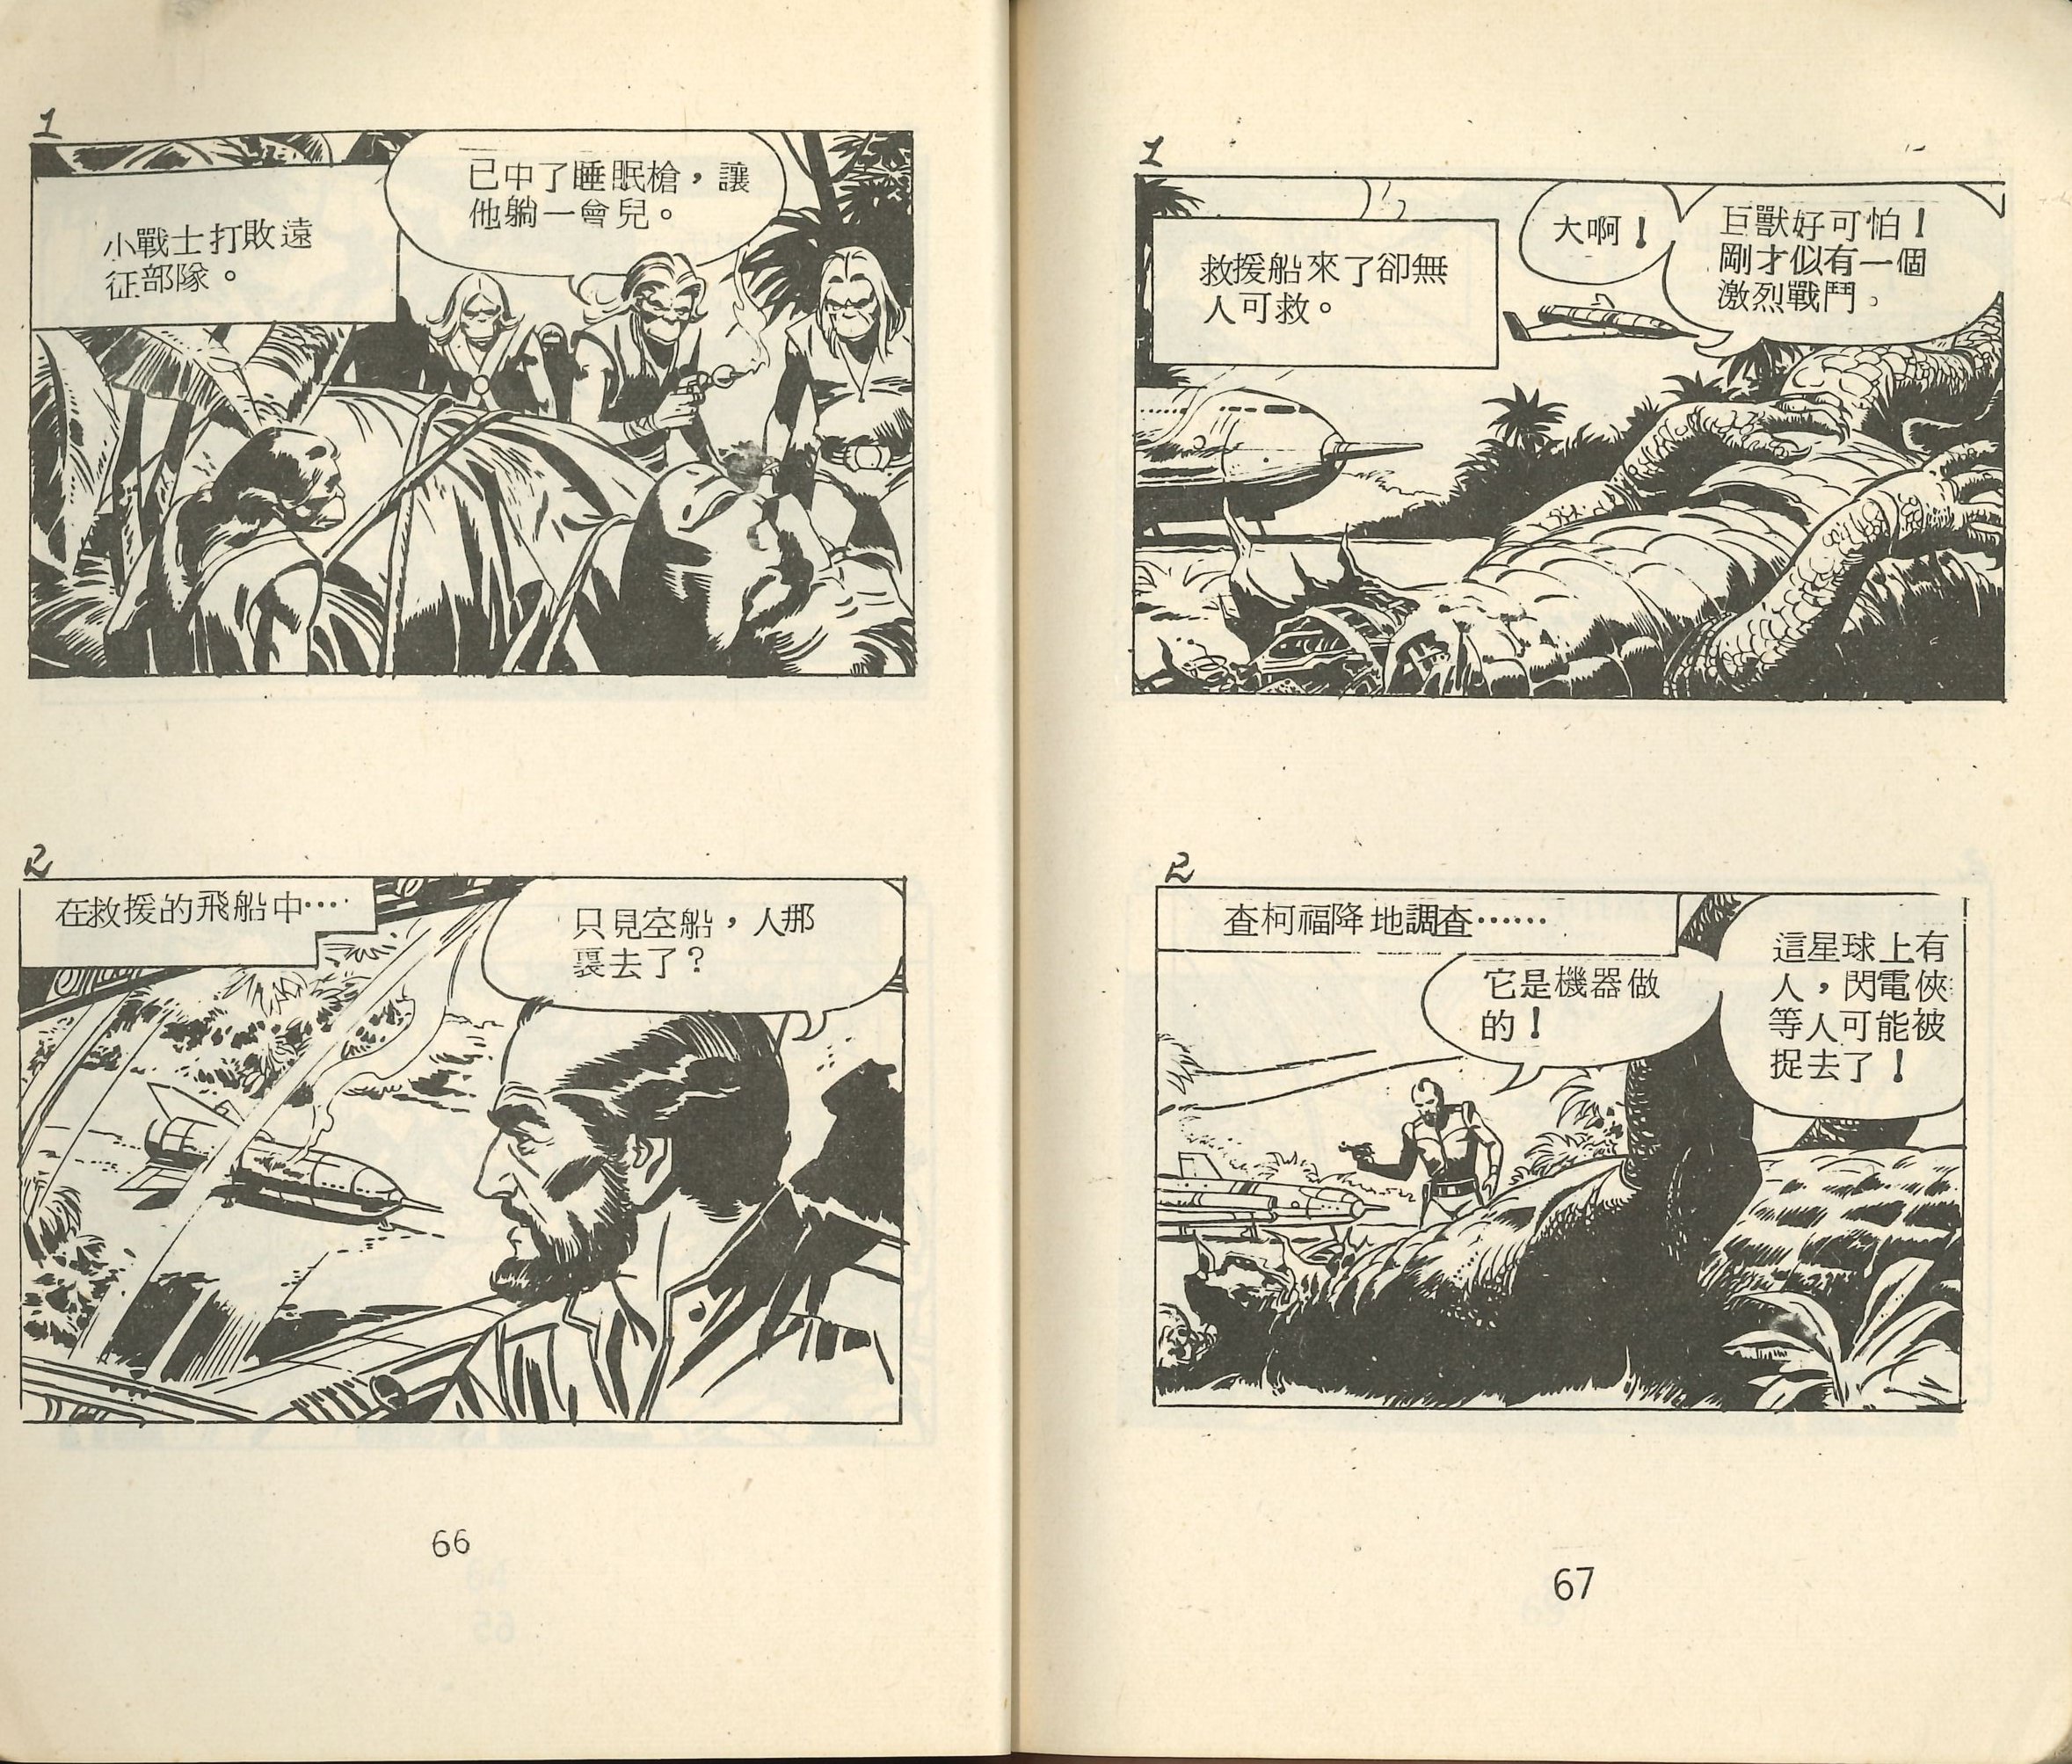 1
小戰士打敗遠
征部隊。
已中了睡眠槍，讓
他躺一會兒。
2
在救援的飛船中‥‥
只見空船，人那
裏去了？
66
1
救援船來了卻無
人可救。
大啊！
巨獸好可怕！
剛才似有一個
激烈戰鬥。
2
查柯福降地調查⋯⋯
它是機器做
的！
這星球上有
人，閃電俠
等人可能被
捉去了！
67